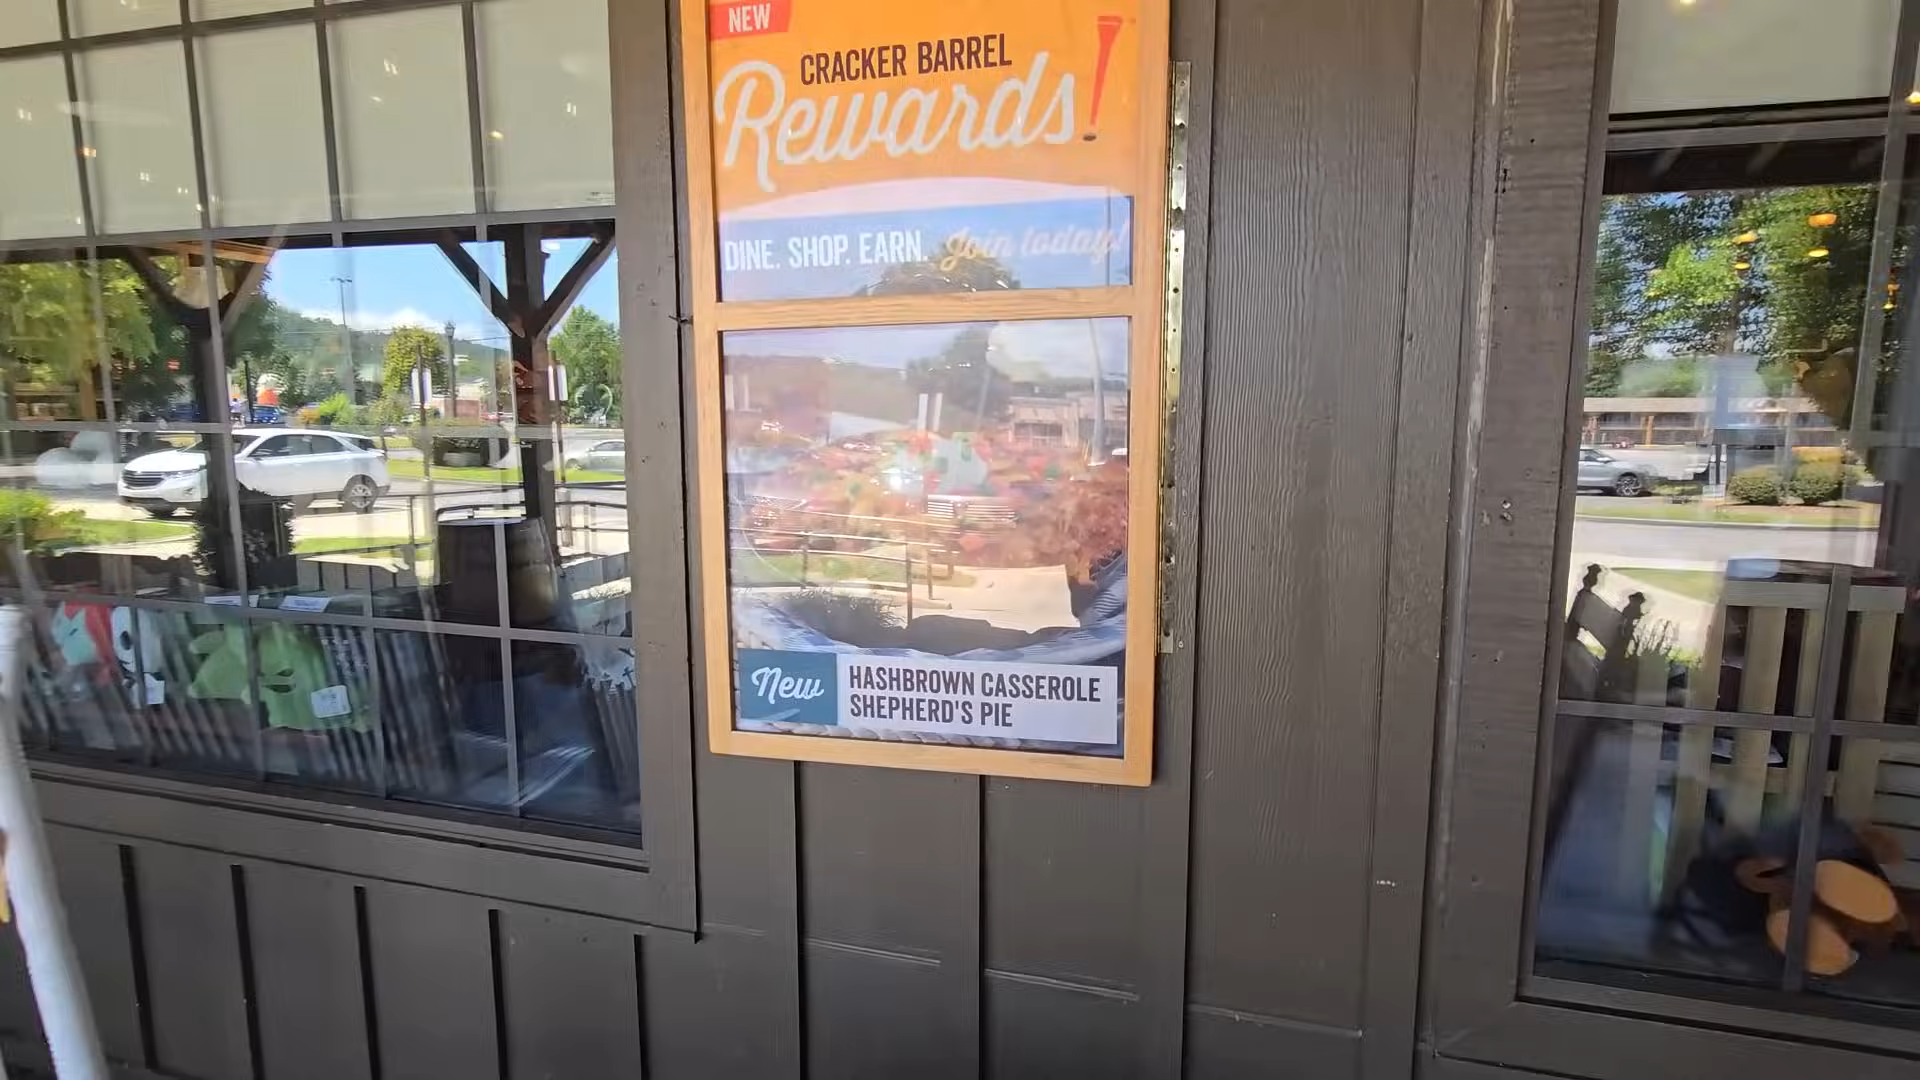 NEW
CRACKER BARREL
Rewards!
DINE. SHOP. EARN. Join today!
New
HASHBROWN CASSEROLE
SHEPHERD'S PIE